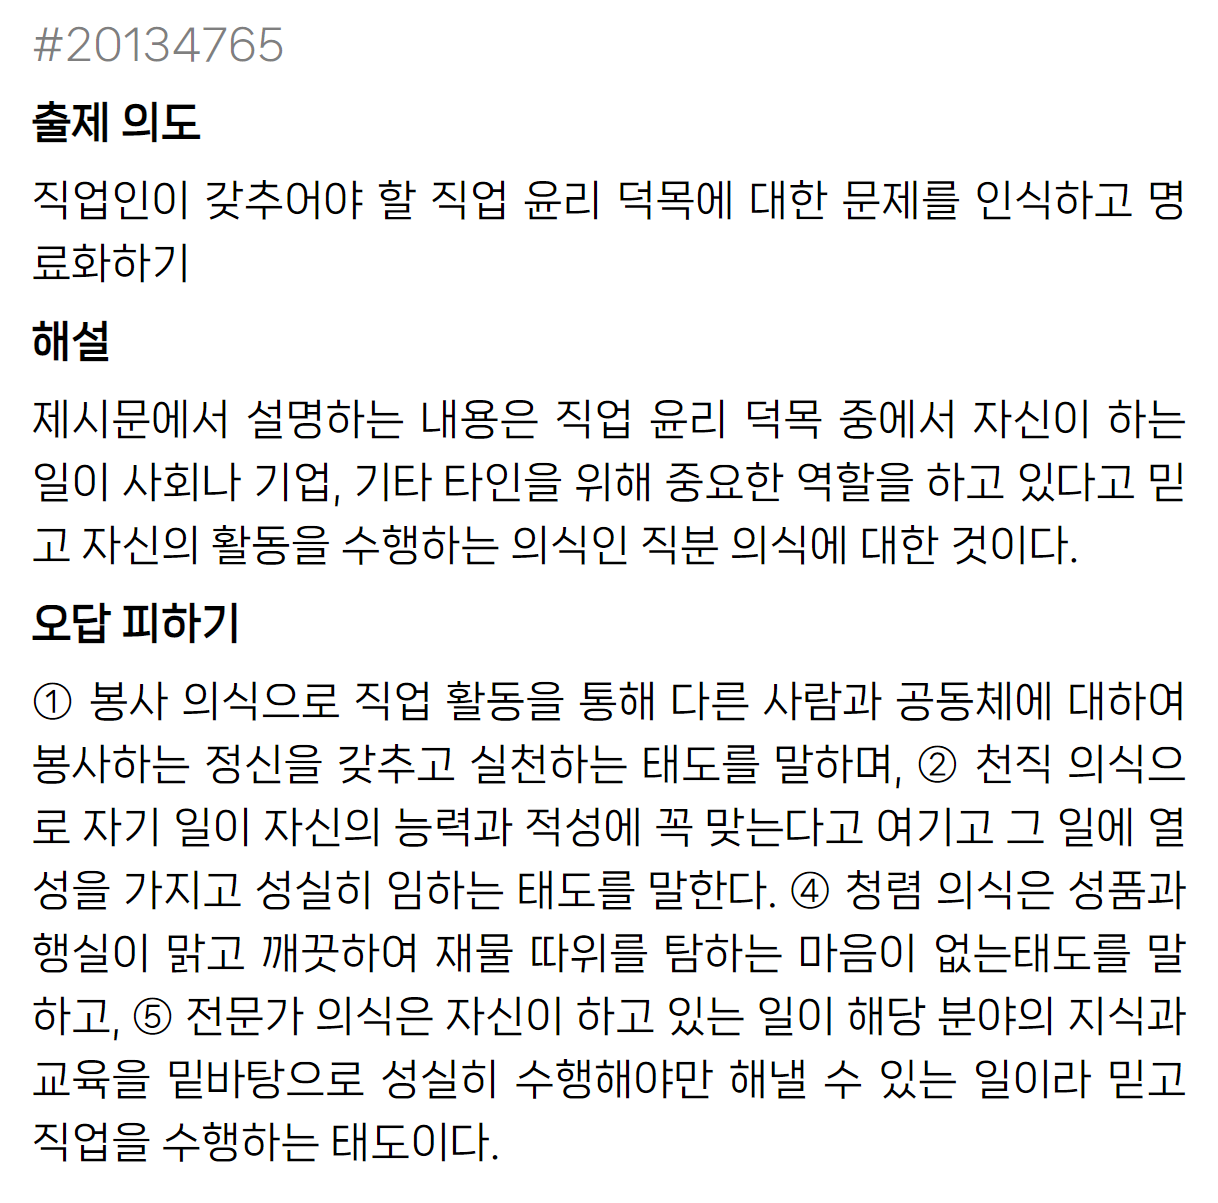 #20134765
출제 의도
직업인이 갖추어야 할 직업 윤리 덕목에 대한 문제를 인식하고 명
료화하기
해설
제시문에서 설명하는 내용은 직업 윤리 덕목 중에서 자신이 하는
일이 사회나 기업, 기타 타인을 위해 중요한 역할을 하고 있다고 믿
고 자신의 활동을 수행하는 의식인 직분 의식에 대한 것이다.
오답 피하기
① 봉사 의식으로 직업 활동을 통해 다른 사람과 공동체에 대하여
봉사하는 정신을 갖추고 실천하는 태도를 말하며, ② 천직 의식으
로 자기 일이 자신의 능력과 적성에 꼭 맞는다고 여기고 그 일에 열
성을 가지고 성실히 임하는 태도를 말한다. ④ 청렴 의식은 성품과
행실이 맑고 깨끗하여 재물 따위를 탐하는 마음이 없는태도를 말
하고, ⑤ 전문가 의식은 자신이 하고 있는 일이 해당 분야의 지식과
교육을 밑바탕으로 성실히 수행해야만 해낼 수 있는 일이라 믿고
직업을 수행하는 태도이다.